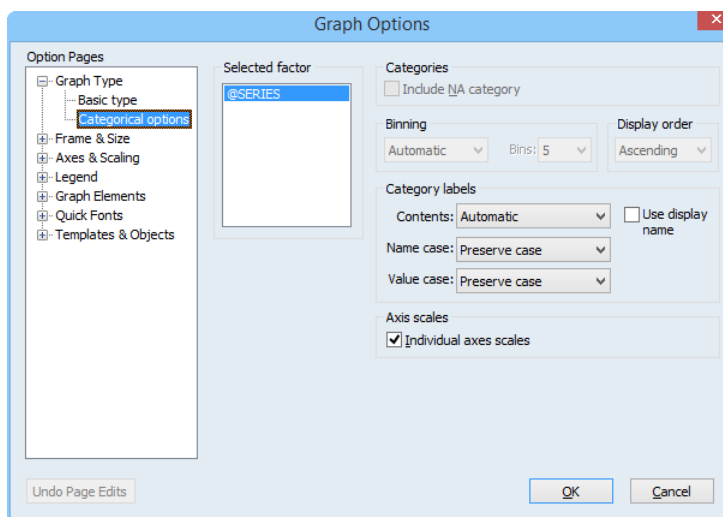 Graph Options
Option Pages
Graph Type
Basic type
Categorical options
Frame & Size
Axes & Scaling
Legend
Graph Elements
Quick Fonts
Templates & Objects
Selected factor
@SERIES
Categories
Include NA category
Binning
Automatic
Bins: 5
Display order
Ascending
Category labels
Contents: Automatic
Use display name
Name case: Preserve case
Value case: Preserve case
Axis scales
Individual axes scales
Undo Page Edits
OK
Cancel